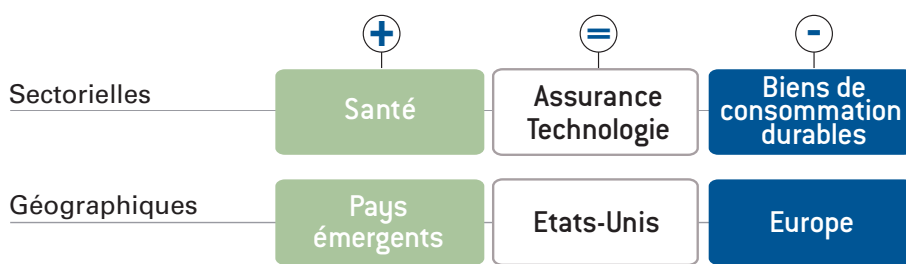 +
=
-
Sectorielles
Santé
Assurance
Technologie
Biens de
consommation
durables
Géographiques
Pays
émergents
Etats-Unis
Europe